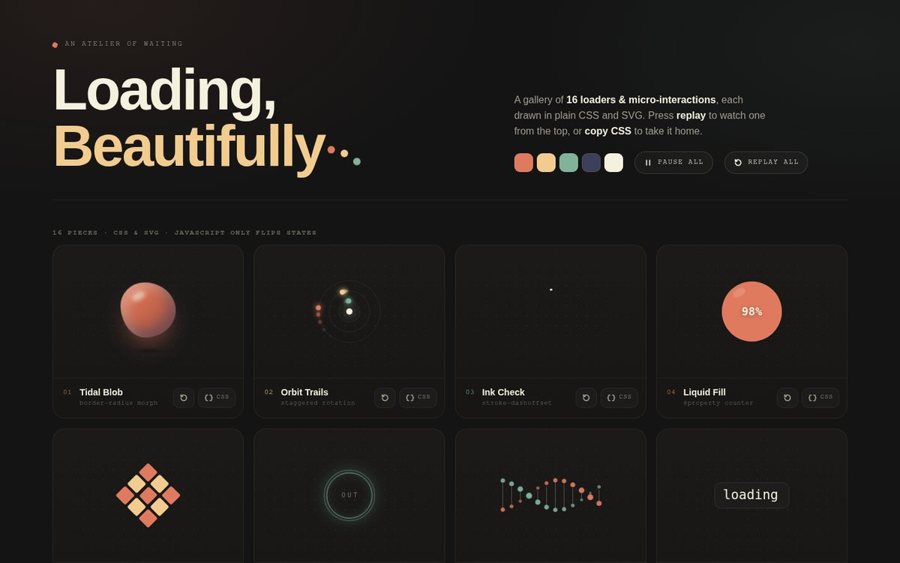 AN ATELIER OF WAITING
Loading,
Beautifully
A gallery of 16 loaders & micro-interactions, each
drawn in plain CSS and SVG. Press replay to watch one
from the top, or copy CSS to take it home.
PAUSE ALL
REPLAY ALL
16 PIECES · CSS & SVG · JAVASCRIPT ONLY FLIPS STATES
98%
01 Tidal Blob
border-radius morph
{} CSS
02 Orbit Trails
staggered rotation
{} CSS
03 Ink Check
stroke-dashoffset
{} CSS
04 Liquid Fill
@property counter
{} CSS
OUT
loading